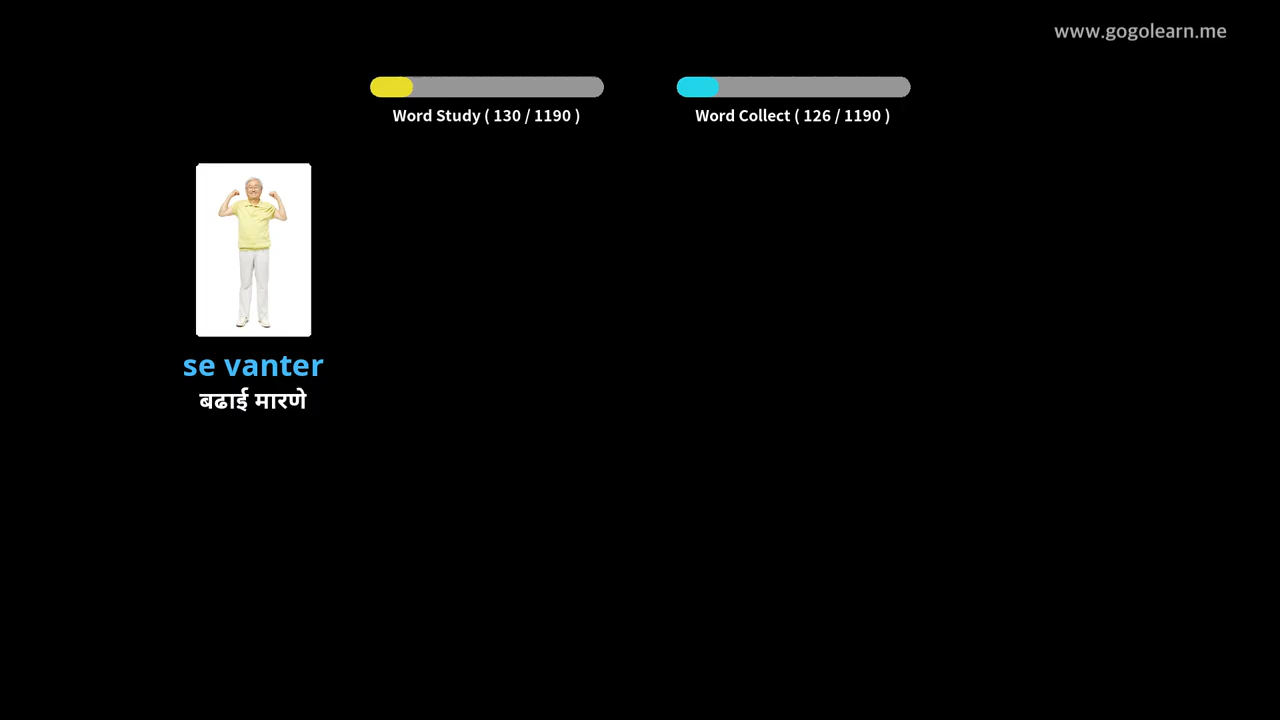 www.gogolearn.me
Word Study ( 130 / 1190 )
Word Collect ( 126 / 1190 )
se vanter
बढाई मारणे